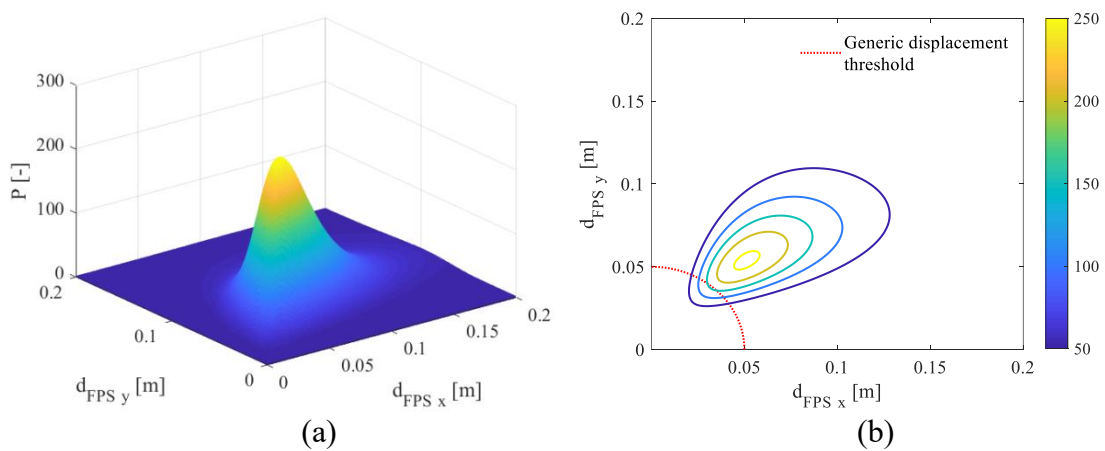 300
200
100
0
P [-]
0.2
0.1
0
d_FPS y [m]
0
0.05
0.1
0.15
0.2
d_FPS x [m]
(a)
0.2
0.15
0.1
0.05
0
d_FPS y [m]
Generic displacement
threshold
0.05
0.1
0.15
0.2
d_FPS x [m]
250
200
150
100
50
(b)